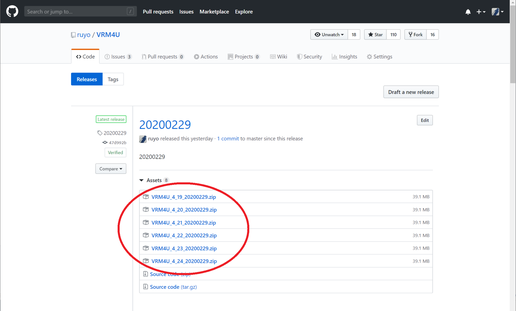 Search or jump to...
Pull requests Issues Marketplace Explore
ruyo / VRM4U
Unwatch 18 Star 110 Fork 16
Code Issues 3 Pull requests 0 Actions Projects 0 Wiki Security Insights Settings
Releases Tags
Draft a new release
Latest release
20200229
Verified
Compare
20200229
Edit
ruyo released this yesterday · 1 commit to master since this release
20200229
Assets 8
VRM4U_4_19_20200229.zip 39.1 MB
VRM4U_4_20_20200229.zip 39.1 MB
VRM4U_4_21_20200229.zip 39.1 MB
VRM4U_4_22_20200229.zip 39.1 MB
VRM4U_4_23_20200229.zip 39.1 MB
VRM4U_4_24_20200229.zip 39.1 MB
Source code
Source code (tar.gz)